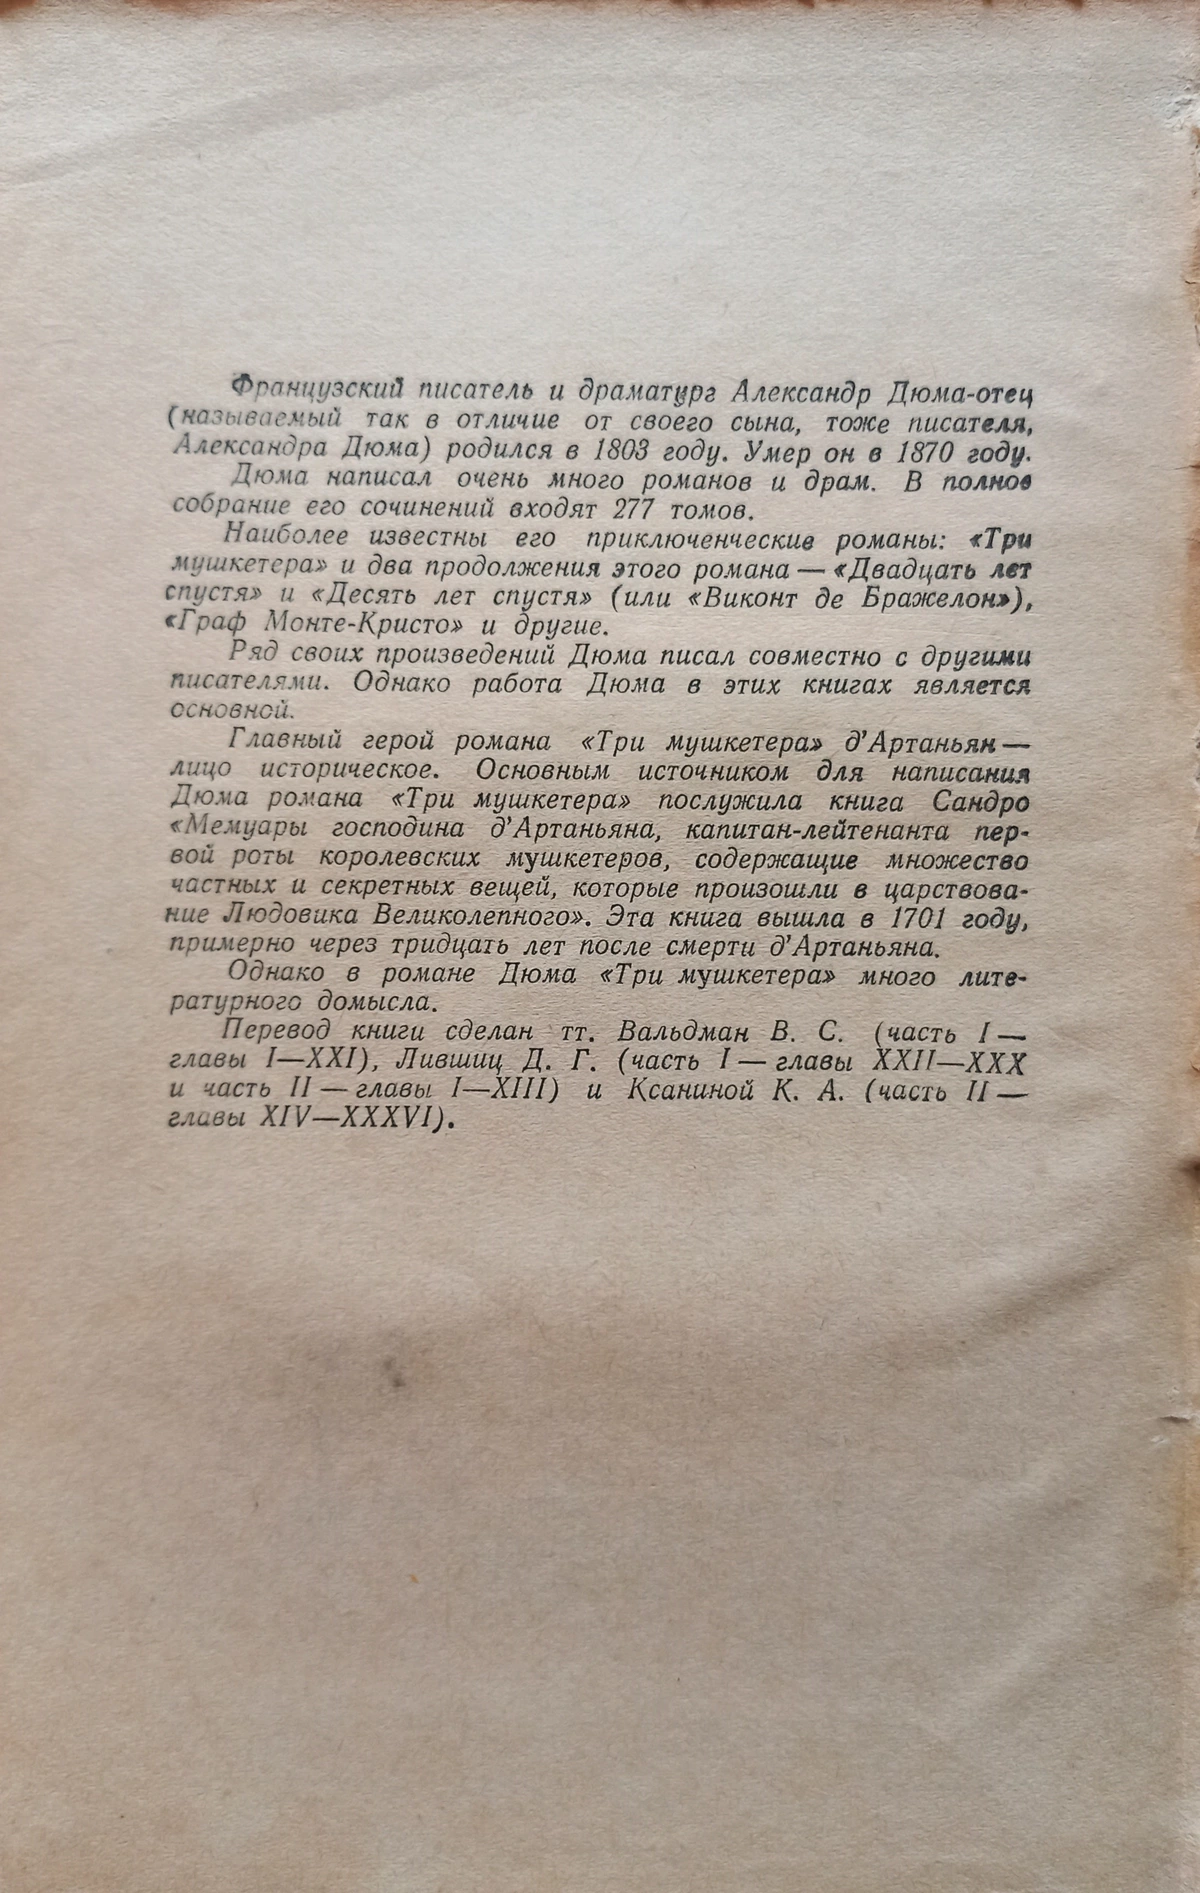 Французский писатель и драматург Александр Дюма-отец
(называемый так в отличие от своего сына, тоже писателя,
Александра Дюма) родился в 1803 году. Умер он в 1870 году.
Дюма написал очень много романов и драм. В полное
собрание его сочинений входят 277 томов.
Наиболее известны его приключенческие романы: «Три
мушкетера» и два продолжения этого романа — «Двадцать лет
спустя» и «Десять лет спустя» (или «Виконт де Бражелон»),
«Граф Монте-Кристо» и другие.
Ряд своих произведений Дюма писал совместно с другими
писателями. Однако работа Дюма в этих книгах является
основной.
Главный герой романа «Три мушкетера» д’Артаньян —
лицо историческое. Основным источником для написания
Дюма романа «Три мушкетера» послужила книга Сандро
«Мемуары господина д’Артаньяна, капитан-лейтенанта пер-
вой роты королевских мушкетеров, содержащие множество
частных и секретных вещей, которые произошли в царствова-
ние Людовика Великолепного». Эта книга вышла в 1701 году,
примерно через тридцать лет после смерти д’Артаньяна.
Однако в романе Дюма «Три мушкетера» много лите-
ратурного домысла.
Перевод книги сделан тт. Вальдман В. С. (часть I —
главы I—XXI), Лившиц Д. Г. (часть I — главы XXII—XXX
и часть II — главы I—XIII) и Ксаниной К. А. (часть II —
главы XIV—XXXVI).